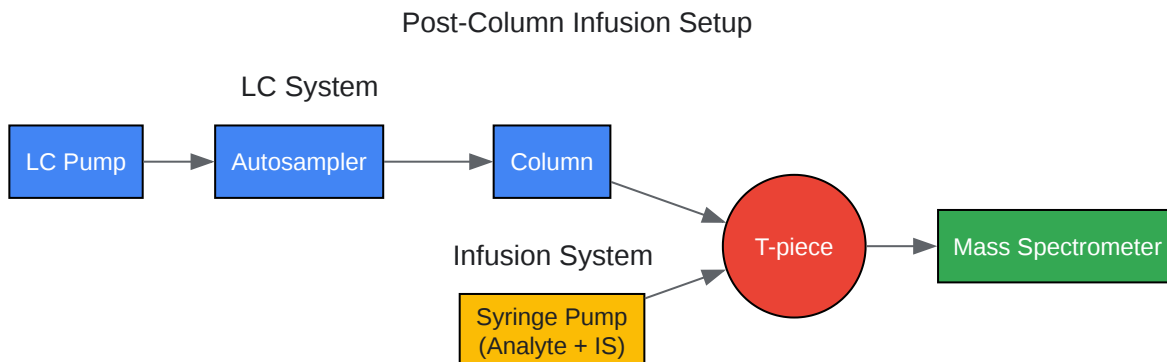 Post-Column Infusion Setup
LC System
LC Pump
Autosampler
Column
T-piece
Mass Spectrometer
Infusion System
Syringe Pump
(Analyte + IS)